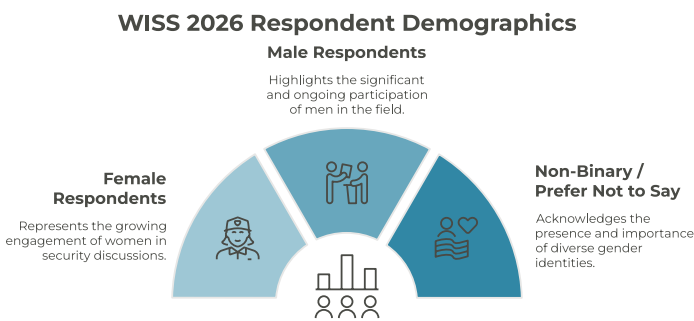 WISS 2026 Respondent Demographics
Male Respondents
Highlights the significant
and ongoing participation
of men in the field.
Female
Respondents
Represents the growing
engagement of women in
security discussions.
Non-Binary /
Prefer Not to Say
Acknowledges the
presence and importance
of diverse gender
identities.